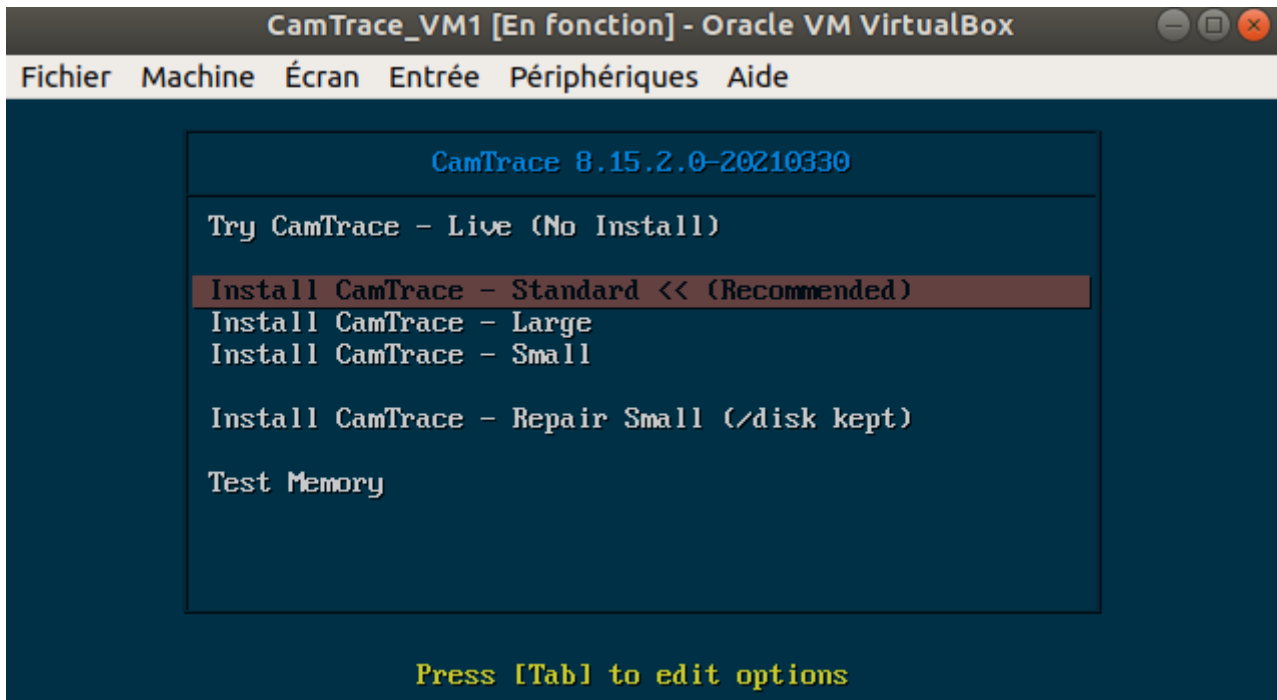 CamTrace_VM1 [En fonction] - Oracle VM VirtualBox
Fichier Machine Écran Entrée Périphériques Aide
CamTrace 8.15.2.0-20210330
Try CamTrace - Live (No Install)
Install CamTrace - Standard << (Recommended)
Install CamTrace - Large
Install CamTrace - Small
Install CamTrace - Repair Small (/disk kept)
Test Memory
Press [Tab] to edit options